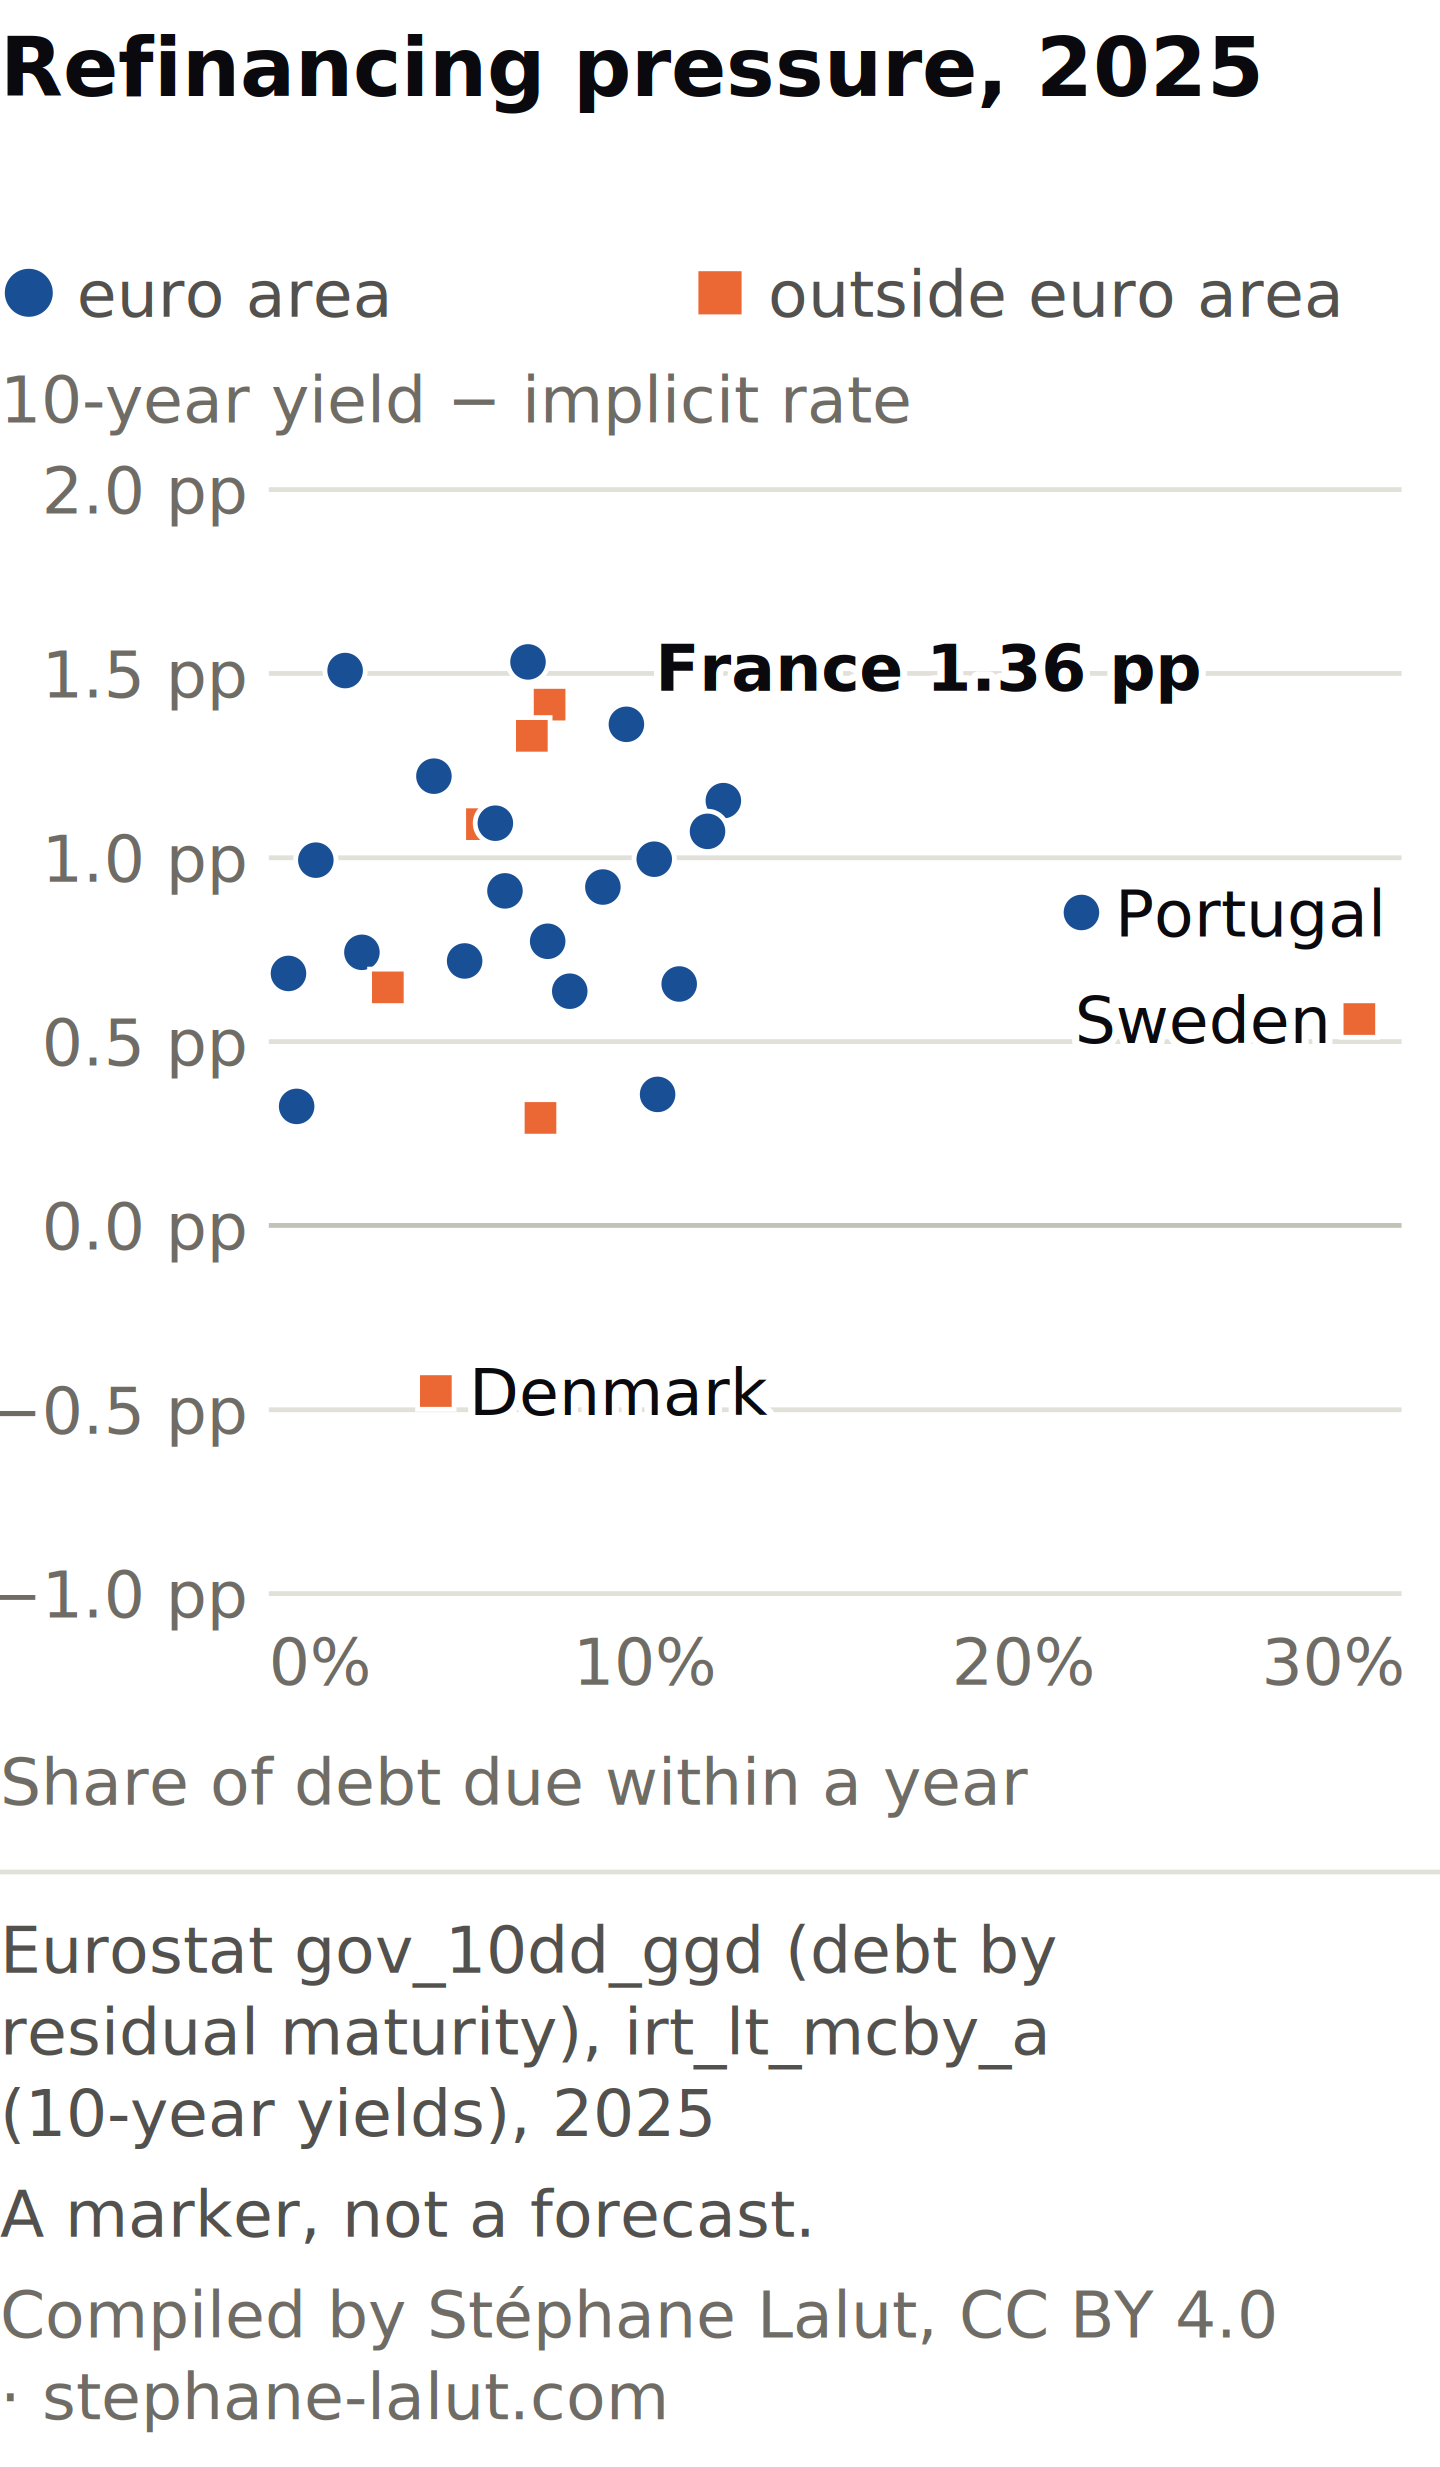 Refinancing pressure, 2025
euro area
outside euro area
10-year yield − implicit rate
2.0 pp
1.5 pp
France 1.36 pp
1.0 pp
Portugal
Sweden
0.5 pp
0.0 pp
Denmark
−0.5 pp
−1.0 pp
0% 10% 20% 30%
Share of debt due within a year
Eurostat gov_10dd_ggd (debt by
residual maturity), irt_lt_mcby_a
(10-year yields), 2025
A marker, not a forecast.
Compiled by Stéphane Lalut, CC BY 4.0
· stephane-lalut.com